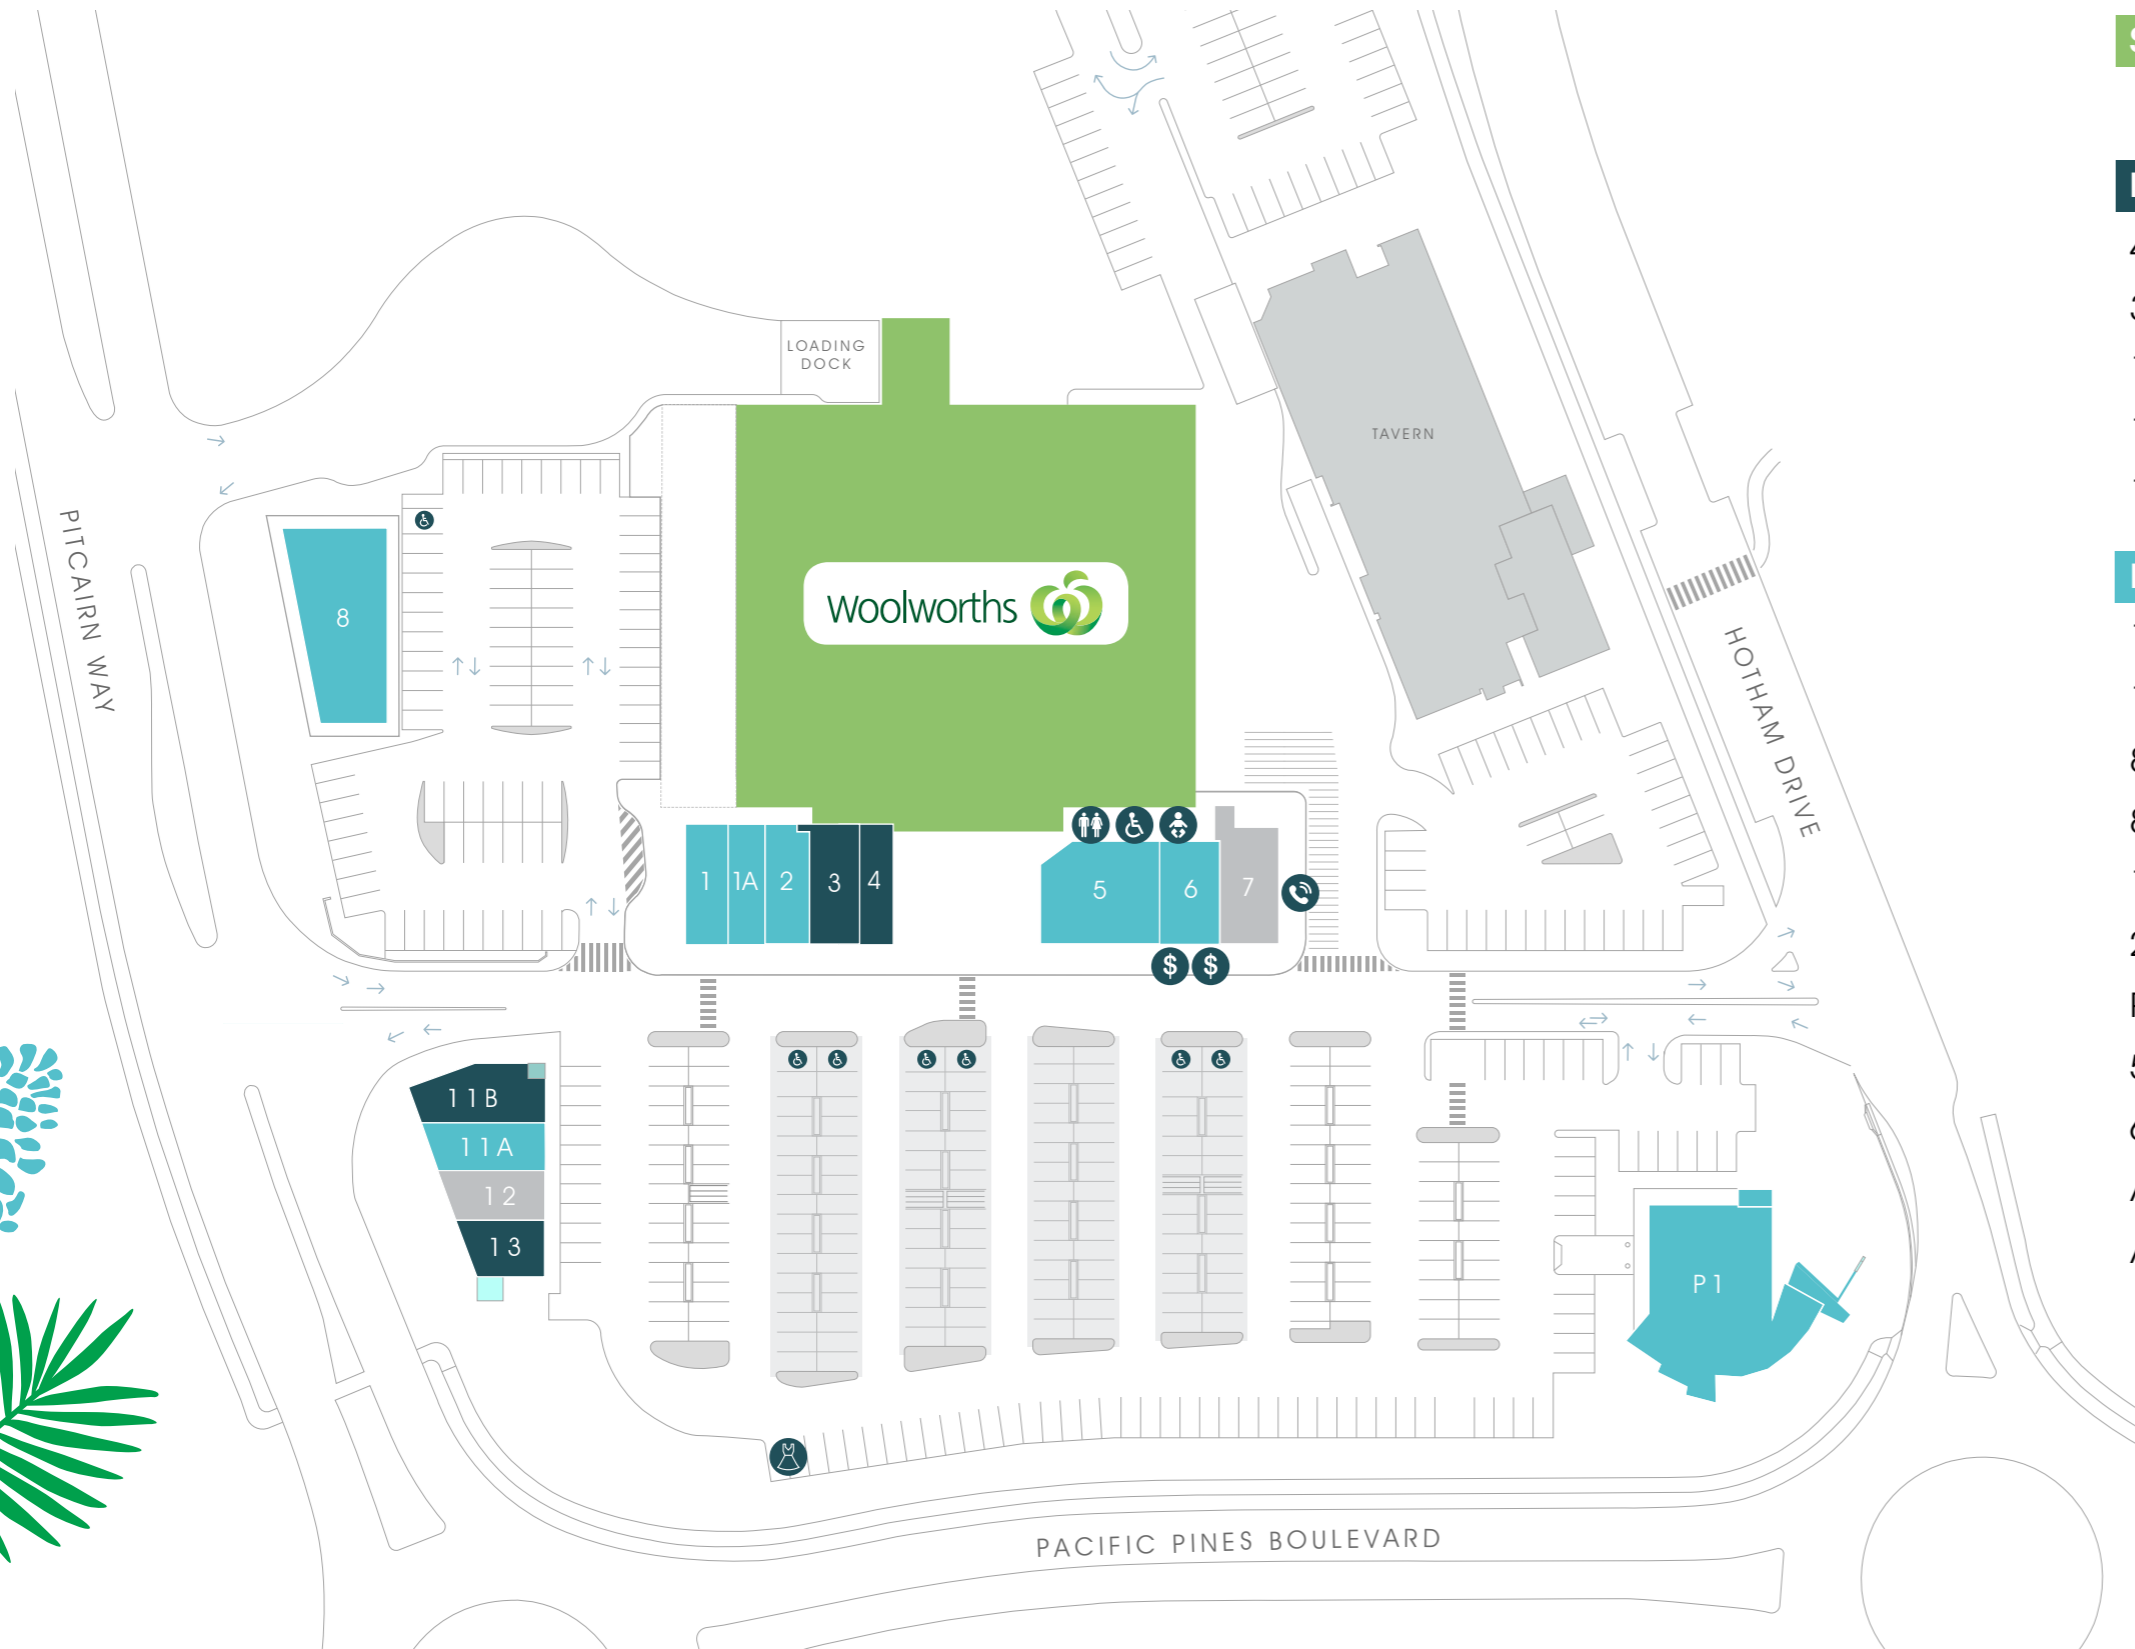 LOADING
DOCK
TAVERN
Woolworths
8
PITCAIRN WAY
HOTHAM DRIVE
1
1A
2
3
4
5
6
7
$
$
11B
11A
12
13
P1
PACIFIC PINES BOULEVARD